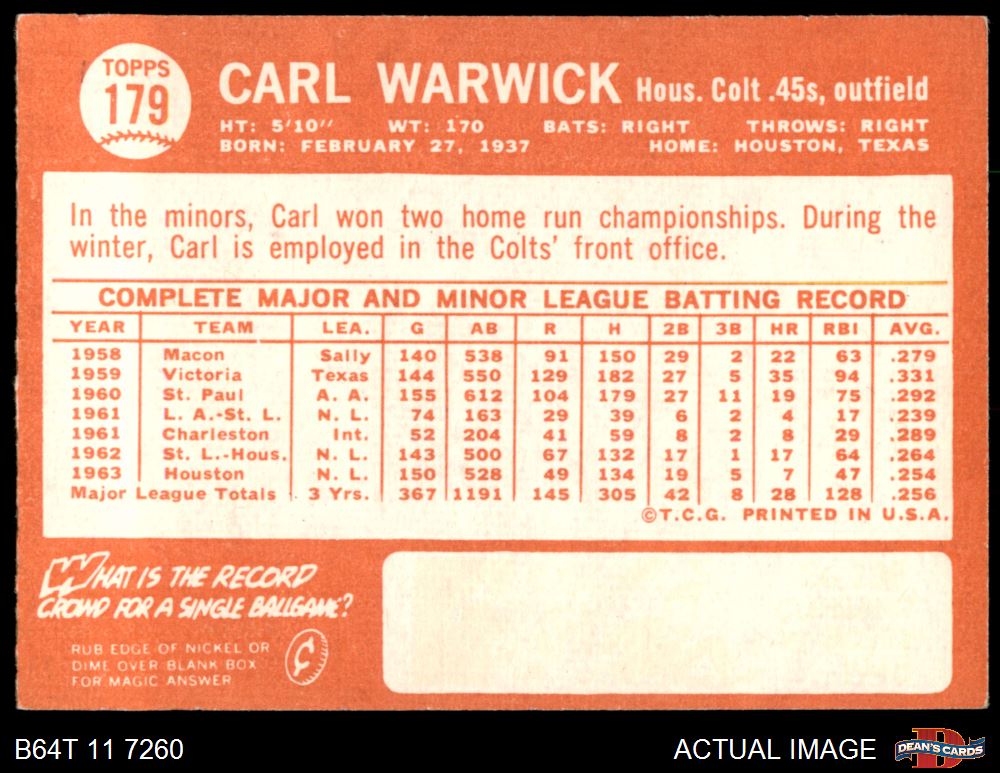 TOPPS
179
CARL WARWICK Hous. Colt .45s, outfield
HT: 5'10" WT: 170 BATS: RIGHT THROWS: RIGHT
BORN: FEBRUARY 27, 1937 HOME: HOUSTON, TEXAS
In the minors, Carl won two home run championships. During the
winter, Carl is employed in the Colts' front office.
COMPLETE MAJOR AND MINOR LEAGUE BATTING RECORD
YEAR TEAM LEA. G AB R H 2B 3B HR RBI AVG.
1958 Macon Sally 140 538 91 150 29 2 22 63 .279
1959 Victoria Texas 144 550 129 182 27 5 35 94 .331
1960 St. Paul A. A. 155 612 104 179 27 11 19 75 .292
1961 L. A.-St. L. N. L. 74 163 29 39 6 2 4 17 .239
1961 Charleston Int. 52 204 41 59 8 2 8 29 .289
1962 St. L.-Hous. N. L. 143 500 67 132 17 1 17 64 .264
1963 Houston N. L. 150 528 49 134 19 5 7 47 .254
Major League Totals 3 Yrs. 367 1191 145 305 42 8 28 128 .256
©T.C.G. PRINTED IN U.S.A.
WHAT IS THE RECORD
CROWD FOR A SINGLE BALLGAME?
RUB EDGE OF NICKEL OR
DIME OVER BLANK BOX
FOR MAGIC ANSWER
¢
B64T 11 7260
ACTUAL IMAGE
D
DEAN'S CARDS